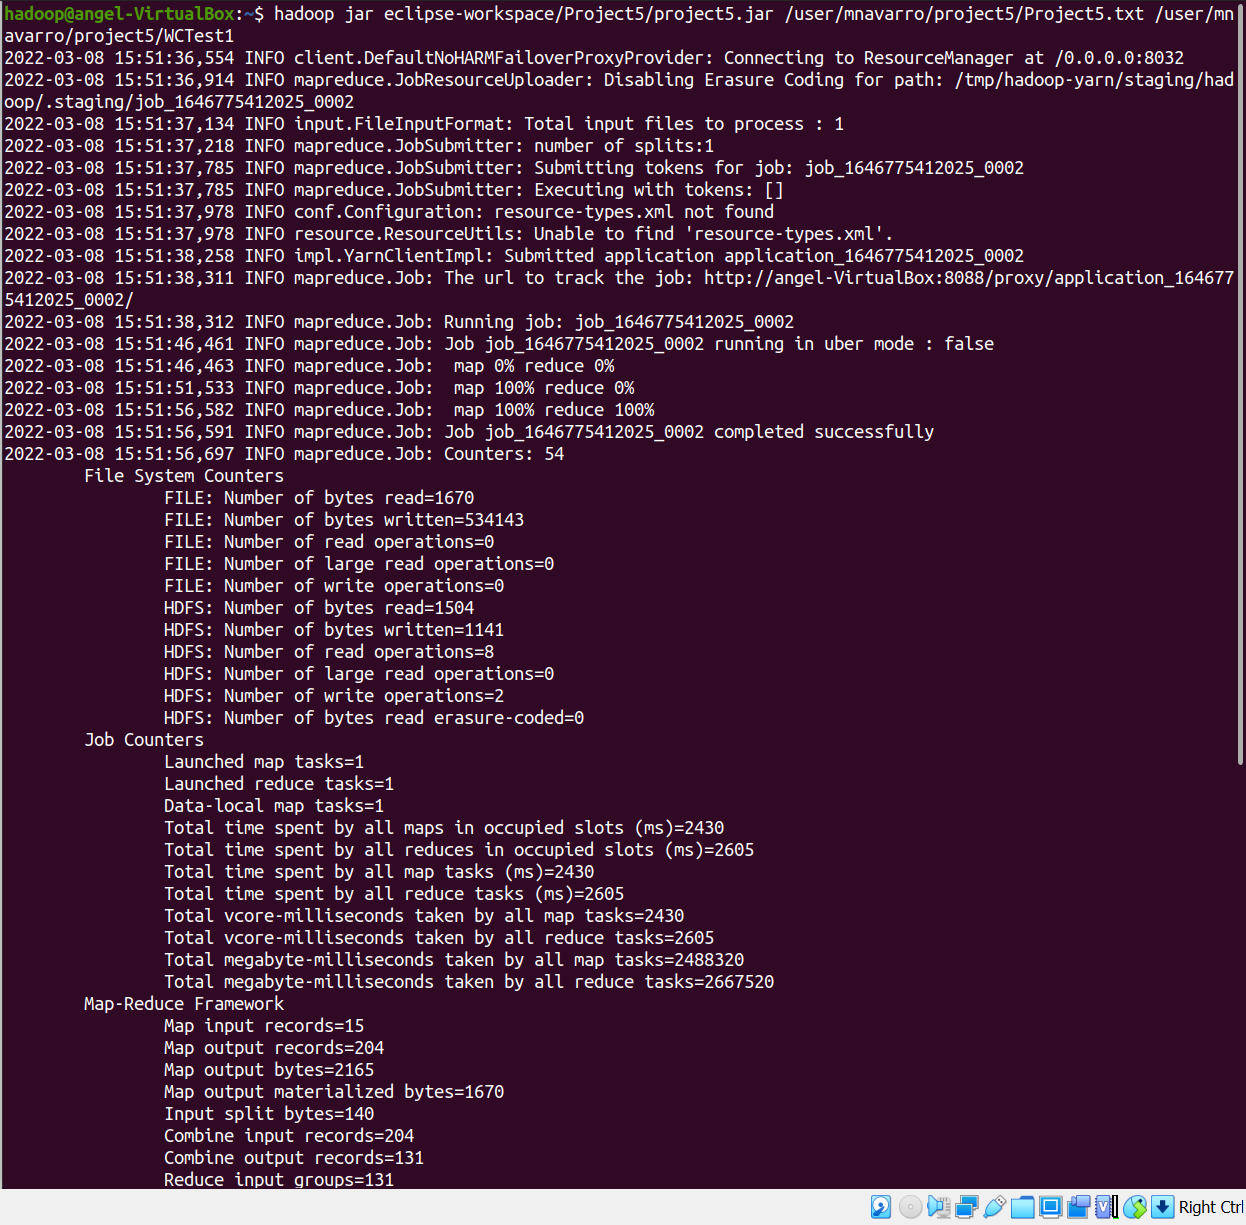 hadoop@angel-VirtualBox:~$ hadoop jar eclipse-workspace/Project5/project5.jar /user/mnavarro/project5/Project5.txt /user/mn
avarro/project5/WCTest1
2022-03-08 15:51:36,554 INFO client.DefaultNoHARMFailoverProxyProvider: Connecting to ResourceManager at /0.0.0.0:8032
2022-03-08 15:51:36,914 INFO mapreduce.JobResourceUploader: Disabling Erasure Coding for path: /tmp/hadoop-yarn/staging/had
oop/.staging/job_1646775412025_0002
2022-03-08 15:51:37,134 INFO input.FileInputFormat: Total input files to process : 1
2022-03-08 15:51:37,218 INFO mapreduce.JobSubmitter: number of splits:1
2022-03-08 15:51:37,785 INFO mapreduce.JobSubmitter: Submitting tokens for job: job_1646775412025_0002
2022-03-08 15:51:37,785 INFO mapreduce.JobSubmitter: Executing with tokens: []
2022-03-08 15:51:37,978 INFO conf.Configuration: resource-types.xml not found
2022-03-08 15:51:37,978 INFO resource.ResourceUtils: Unable to find 'resource-types.xml'.
2022-03-08 15:51:38,258 INFO impl.YarnClientImpl: Submitted application application_1646775412025_0002
2022-03-08 15:51:38,311 INFO mapreduce.Job: The url to track the job: http://angel-VirtualBox:8088/proxy/application_164677
5412025_0002/
2022-03-08 15:51:38,312 INFO mapreduce.Job: Running job: job_1646775412025_0002
2022-03-08 15:51:46,461 INFO mapreduce.Job: Job job_1646775412025_0002 running in uber mode : false
2022-03-08 15:51:46,463 INFO mapreduce.Job:  map 0% reduce 0%
2022-03-08 15:51:51,533 INFO mapreduce.Job:  map 100% reduce 0%
2022-03-08 15:51:56,582 INFO mapreduce.Job:  map 100% reduce 100%
2022-03-08 15:51:56,591 INFO mapreduce.Job: Job job_1646775412025_0002 completed successfully
2022-03-08 15:51:56,697 INFO mapreduce.Job: Counters: 54
File System Counters
FILE: Number of bytes read=1670
FILE: Number of bytes written=534143
FILE: Number of read operations=0
FILE: Number of large read operations=0
FILE: Number of write operations=0
HDFS: Number of bytes read=1504
HDFS: Number of bytes written=1141
HDFS: Number of read operations=8
HDFS: Number of large read operations=0
HDFS: Number of write operations=2
HDFS: Number of bytes read erasure-coded=0
Job Counters
Launched map tasks=1
Launched reduce tasks=1
Data-local map tasks=1
Total time spent by all maps in occupied slots (ms)=2430
Total time spent by all reduces in occupied slots (ms)=2605
Total time spent by all map tasks (ms)=2430
Total time spent by all reduce tasks (ms)=2605
Total vcore-milliseconds taken by all map tasks=2430
Total vcore-milliseconds taken by all reduce tasks=2605
Total megabyte-milliseconds taken by all map tasks=2488320
Total megabyte-milliseconds taken by all reduce tasks=2667520
Map-Reduce Framework
Map input records=15
Map output records=204
Map output bytes=2165
Map output materialized bytes=1670
Input split bytes=140
Combine input records=204
Combine output records=131
Reduce input groups=131
Right Ctrl